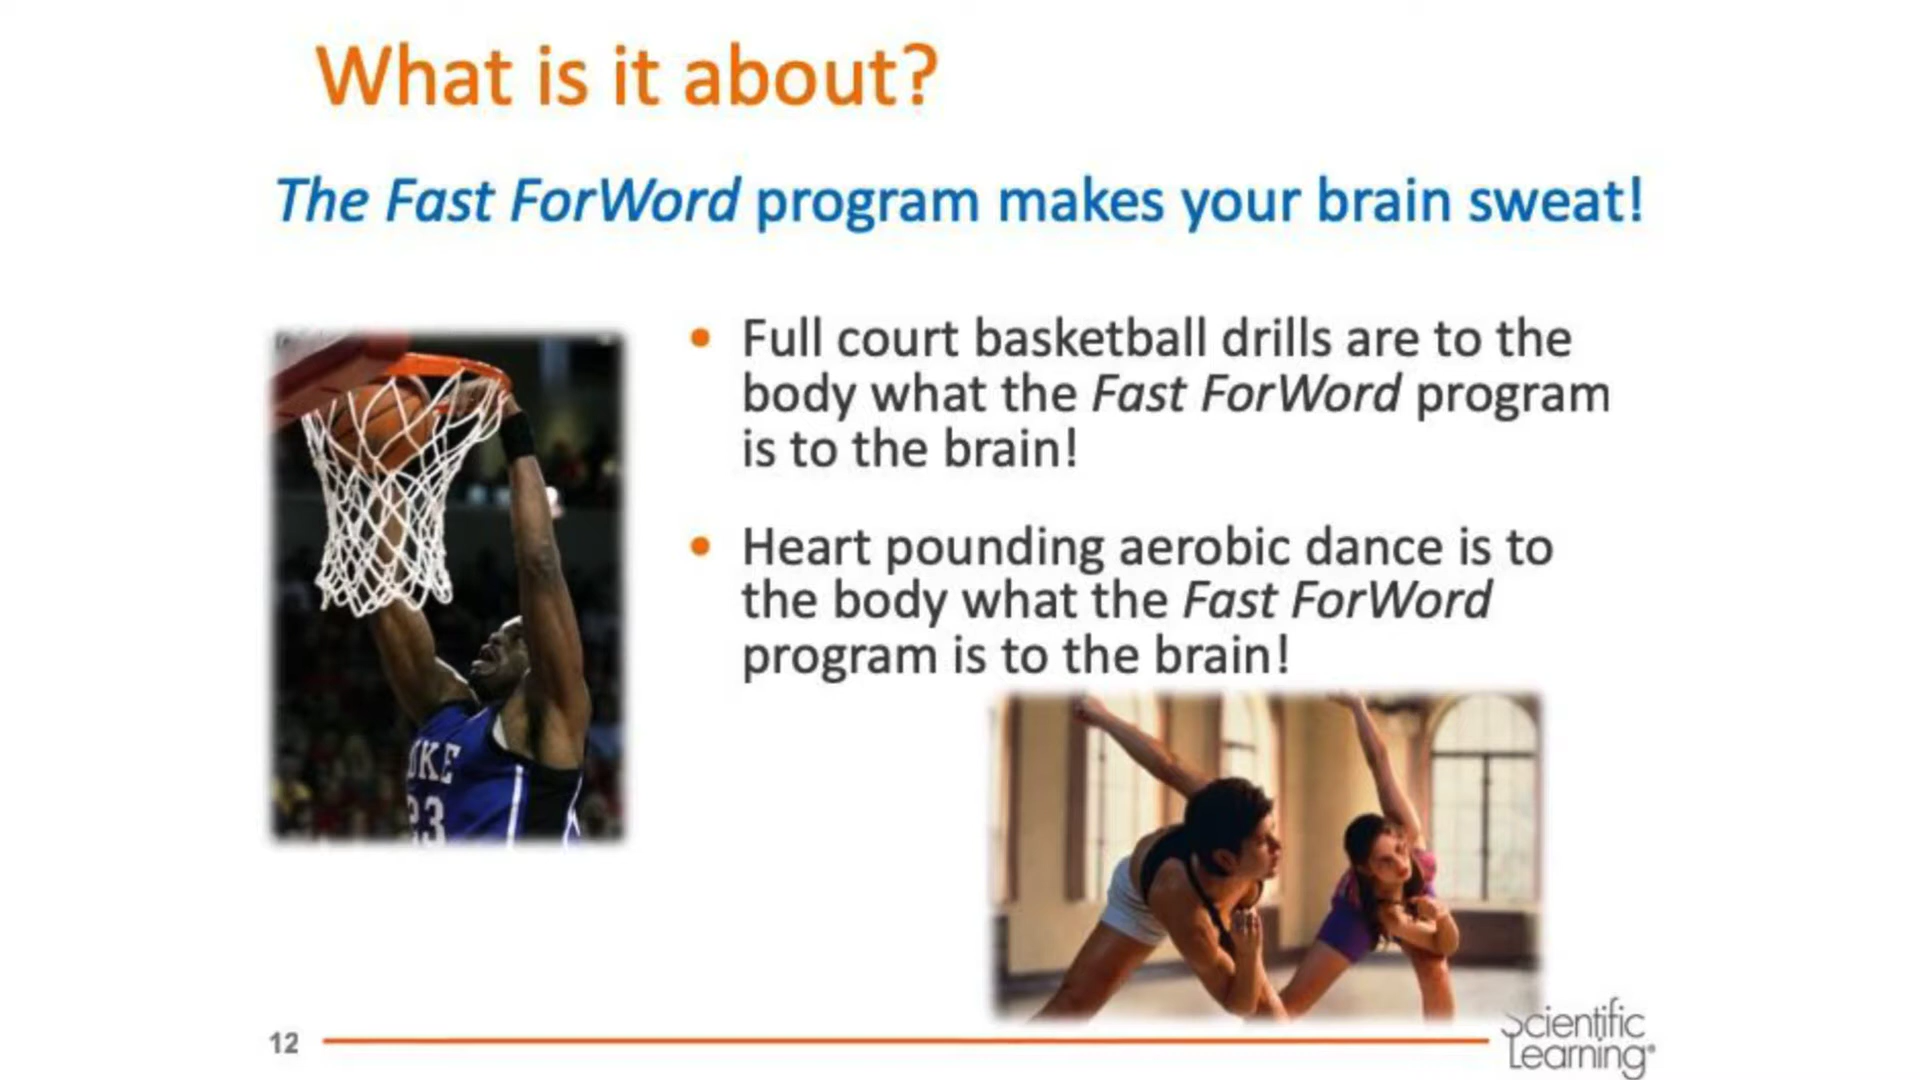 What is it about?
The Fast ForWord program makes your brain sweat!
• Full court basketball drills are to the
body what the Fast ForWord program
is to the brain!
• Heart pounding aerobic dance is to
the body what the Fast ForWord
program is to the brain!
UKE
23
12
Scientific
Learning®